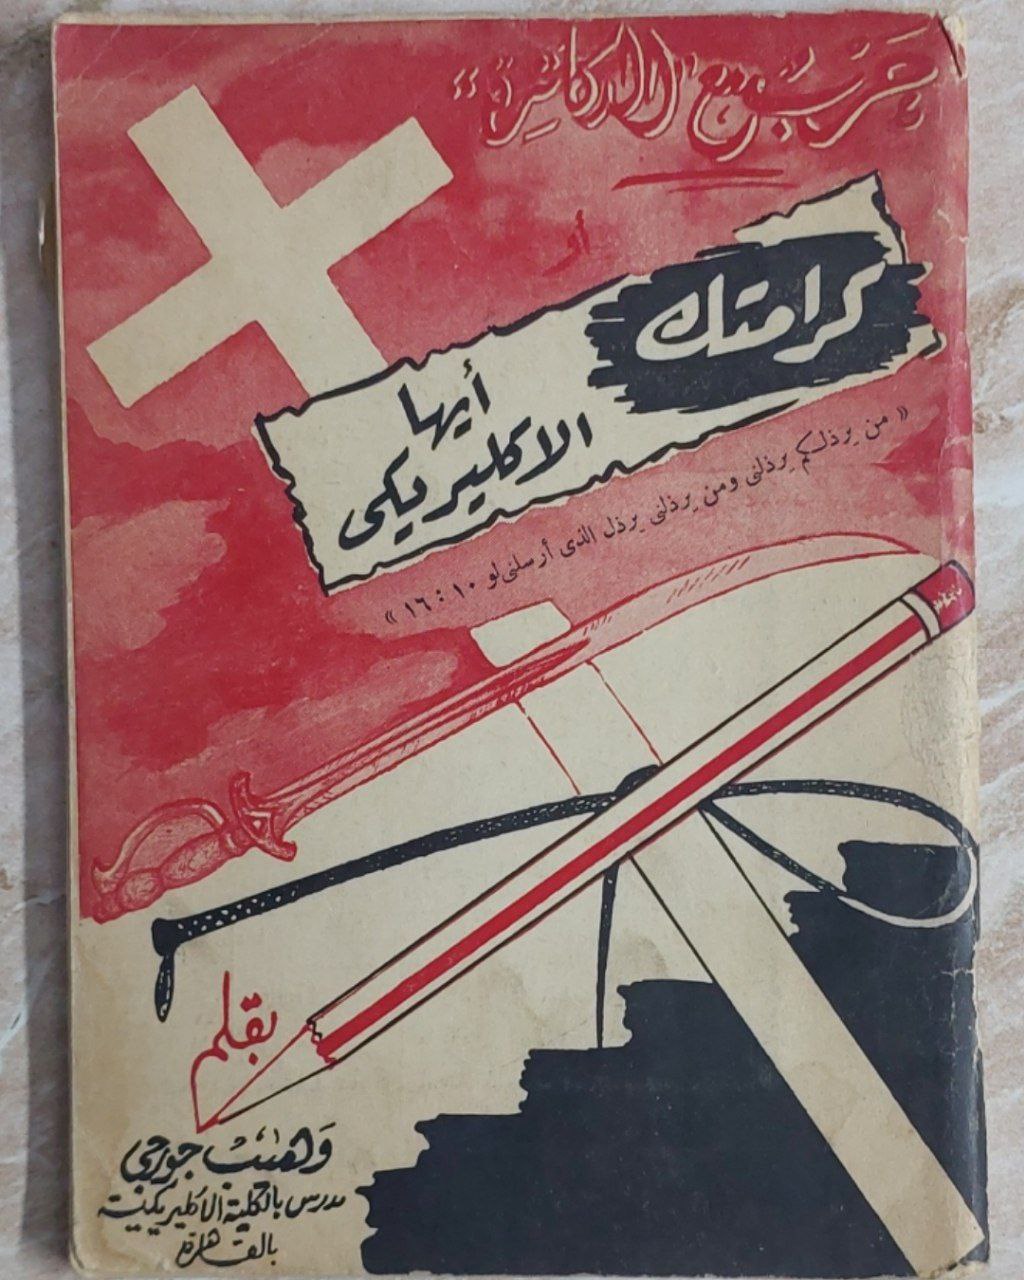 حرب مع "الدكاترة"
أو
كرامتك
أيها
الاكليريكى
« من يرذلكم يرذلنى ومن يرذلنى يرذل الذى أرسلنى لو ١٠ : ١٦ »
بقلم
وهيب جورجى
مدرس بالكلية الاكليريكية
بالقاهرة